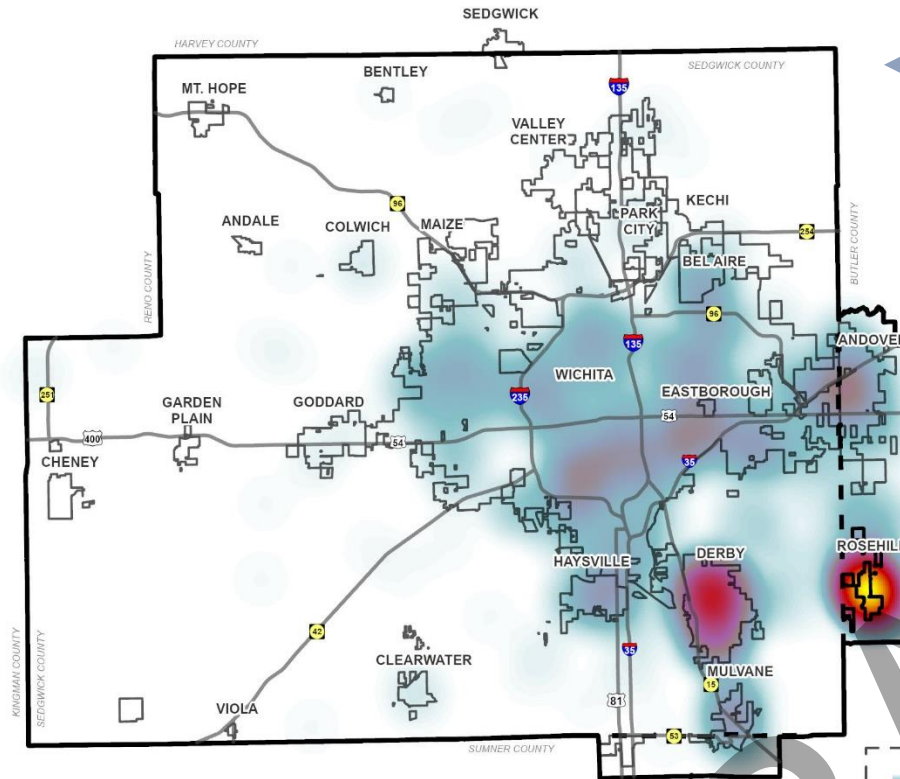 SEDGWICK
HARVEY COUNTY
SEDGWICK COUNTY
BENTLEY
MT. HOPE
135
VALLEY
CENTER
96
ANDALE
COLWICH
MAIZE
PARK
CITY
KECHI
254
BEL AIRE
RENO COUNTY
BUTLER COUNTY
96
135
ANDOVER
WICHITA
EASTBOROUGH
251
235
GARDEN
PLAIN
GODDARD
54
400
54
CHENEY
35
HAYSVILLE
DERBY
ROSEHILL
42
35
CLEARWATER
MULVANE
15
81
KINGMAN COUNTY
SEDGWICK COUNTY
VIOLA
53
SUMNER COUNTY